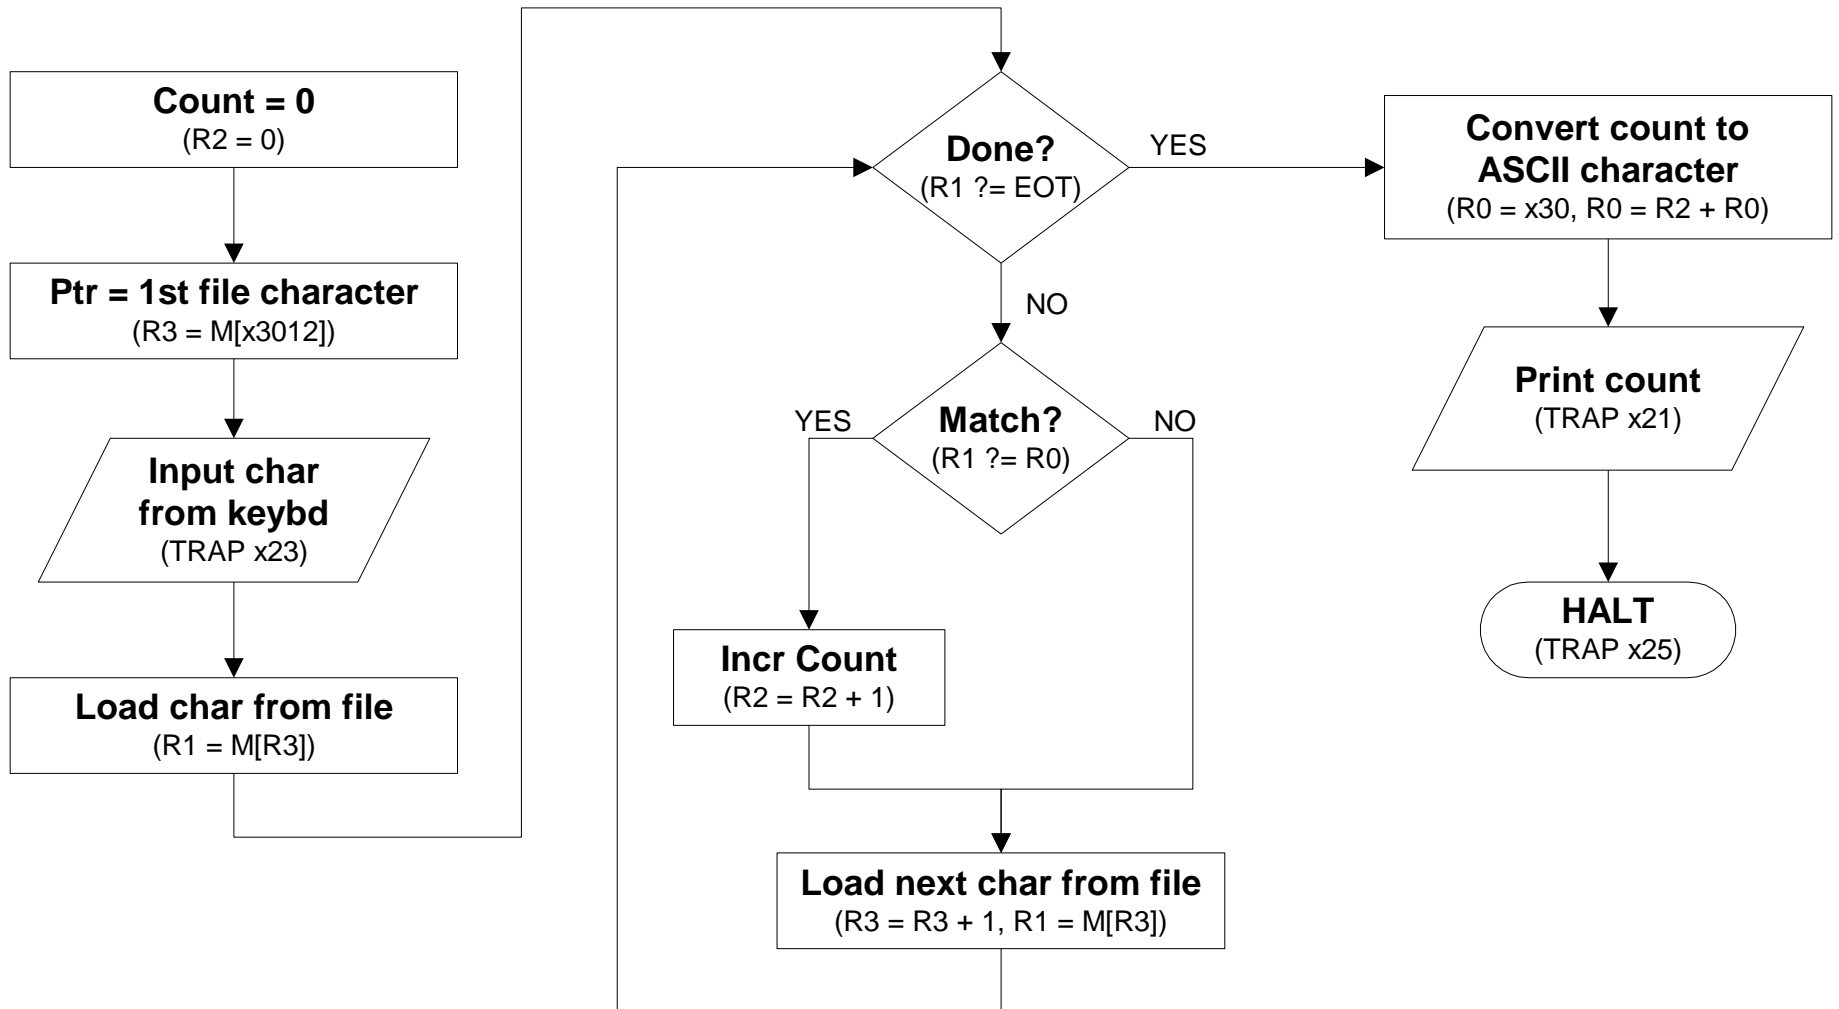 Count = 0
(R2 = 0)
Ptr = 1st file character
(R3 = M[x3012])
Input char
from keybd
(TRAP x23)
Load char from file
(R1 = M[R3])
Done?
(R1 ?= EOT)
YES
NO
Match?
(R1 ?= R0)
YES
NO
Incr Count
(R2 = R2 + 1)
Load next char from file
(R3 = R3 + 1, R1 = M[R3])
Convert count to
ASCII character
(R0 = x30, R0 = R2 + R0)
Print count
(TRAP x21)
HALT
(TRAP x25)